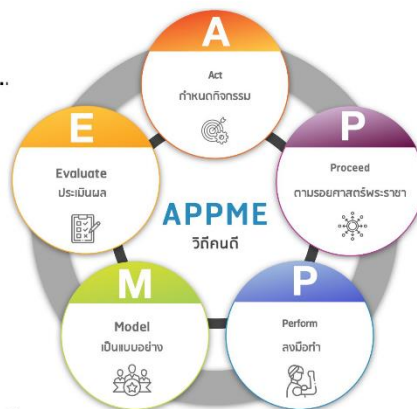 A
Act
กำหนดกิจกรรม
P
Proceed
ตามรอยศาสตร์พระราชา
P
Perform
ลงมือทำ
M
Model
เป็นแบบอย่าง
E
Evaluate
ประเมินผล
APPME
วิถีคนดี